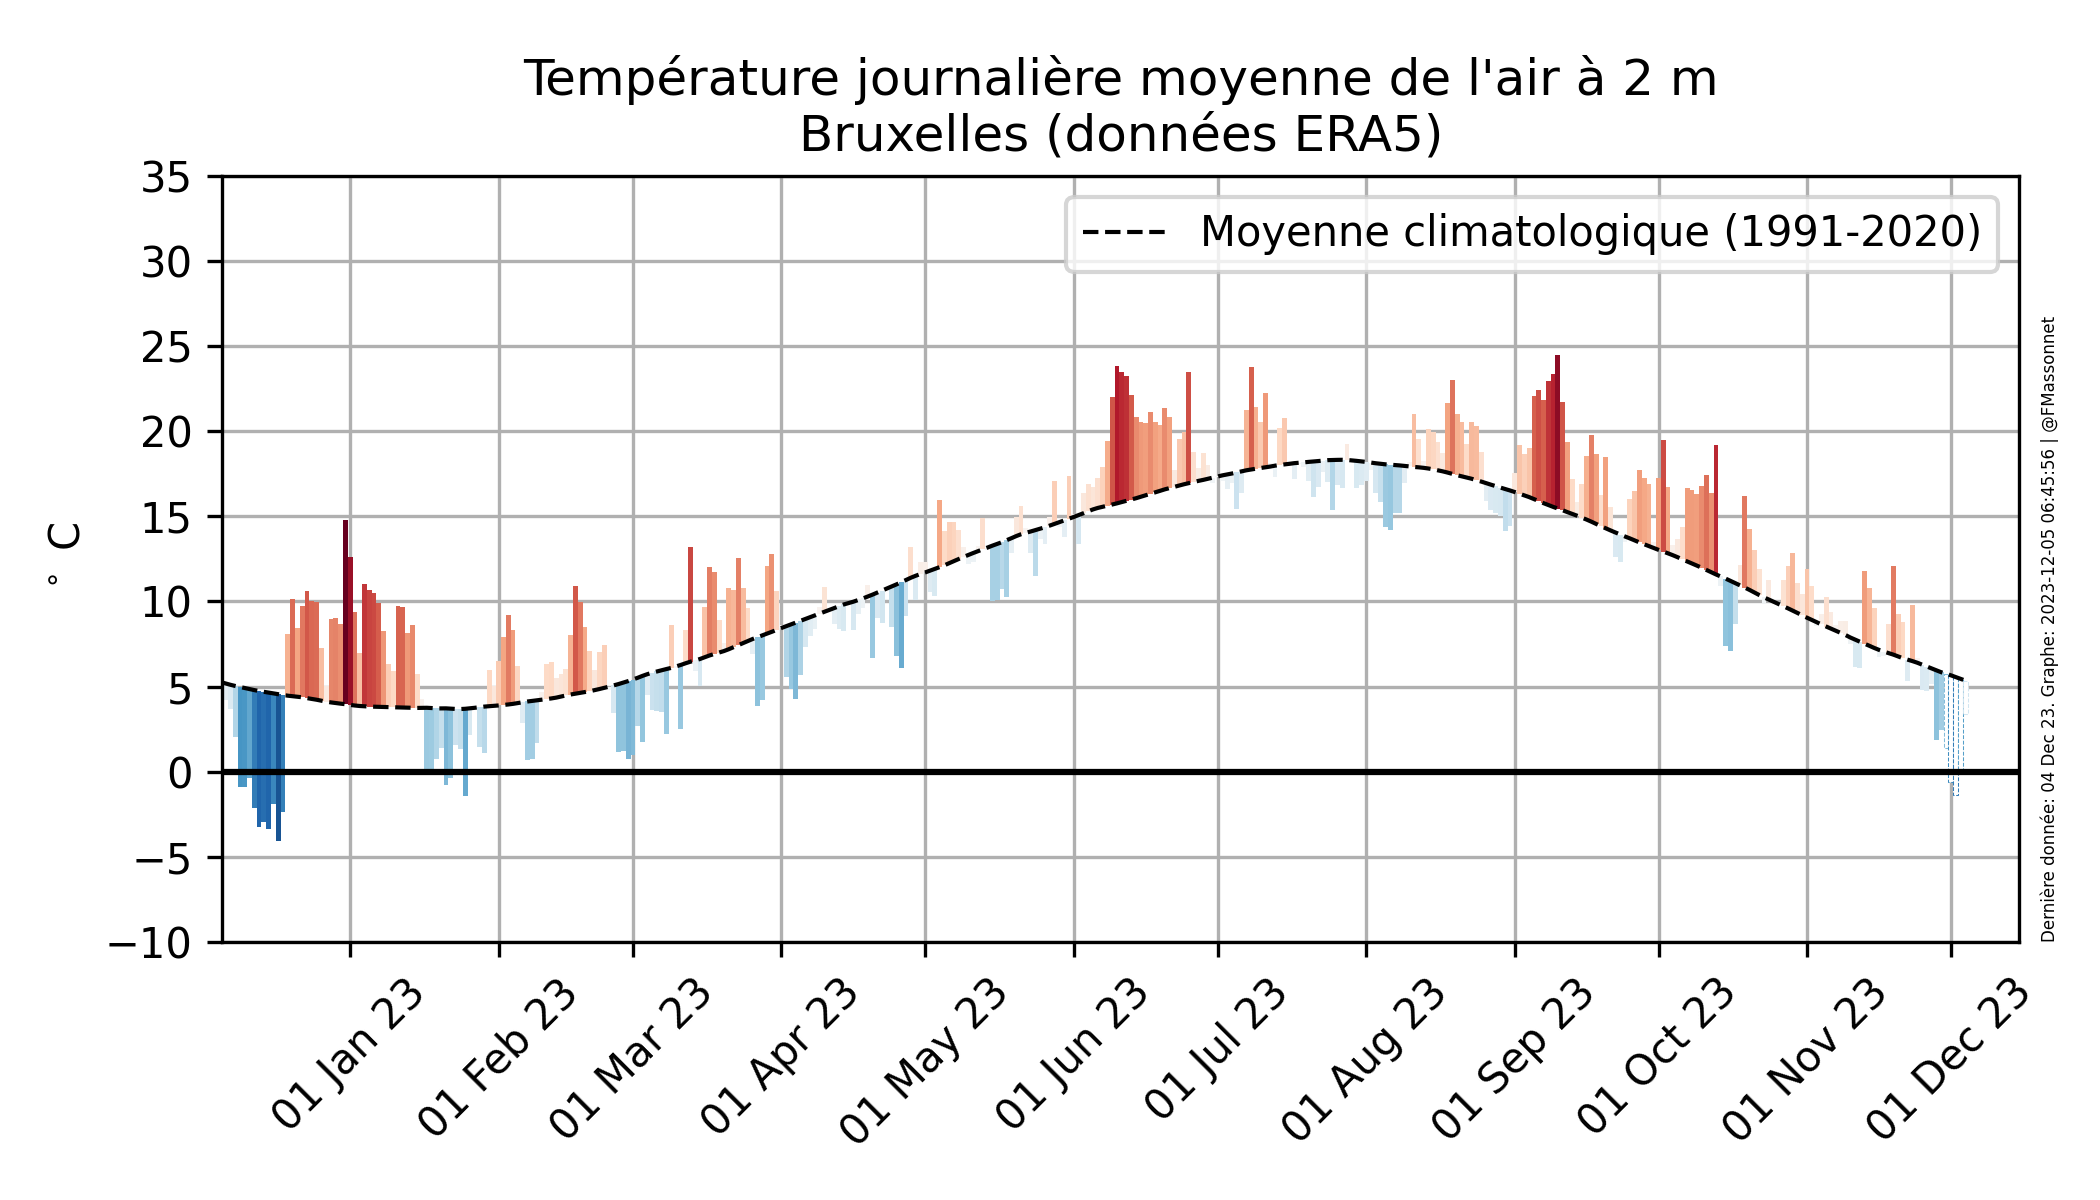 Température journalière moyenne de l'air à 2 m
Bruxelles (données ERA5)
35
30
25
20
15
10
5
0
−5
−10
° C
Moyenne climatologique (1991-2020)
01 Jan 23
01 Feb 23
01 Mar 23
01 Apr 23
01 May 23
01 Jun 23
01 Jul 23
01 Aug 23
01 Sep 23
01 Oct 23
01 Nov 23
01 Dec 23
Dernière donnée: 04 Dec 23. Graphe: 2023-12-05 06:45:56 | @FMassonnet